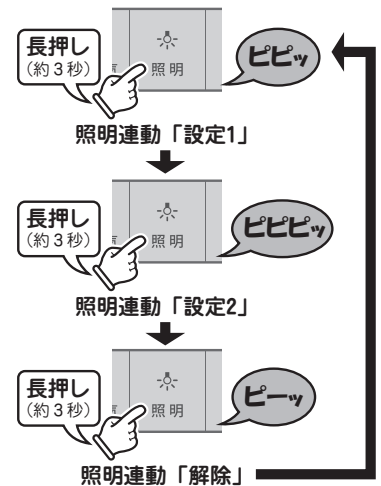 長押し
(約3秒)
照明
ピピッ
照明連動「設定1」
長押し
(約3秒)
照明
ピピピッ
照明連動「設定2」
長押し
(約3秒)
照明
ピーッ
照明連動「解除」